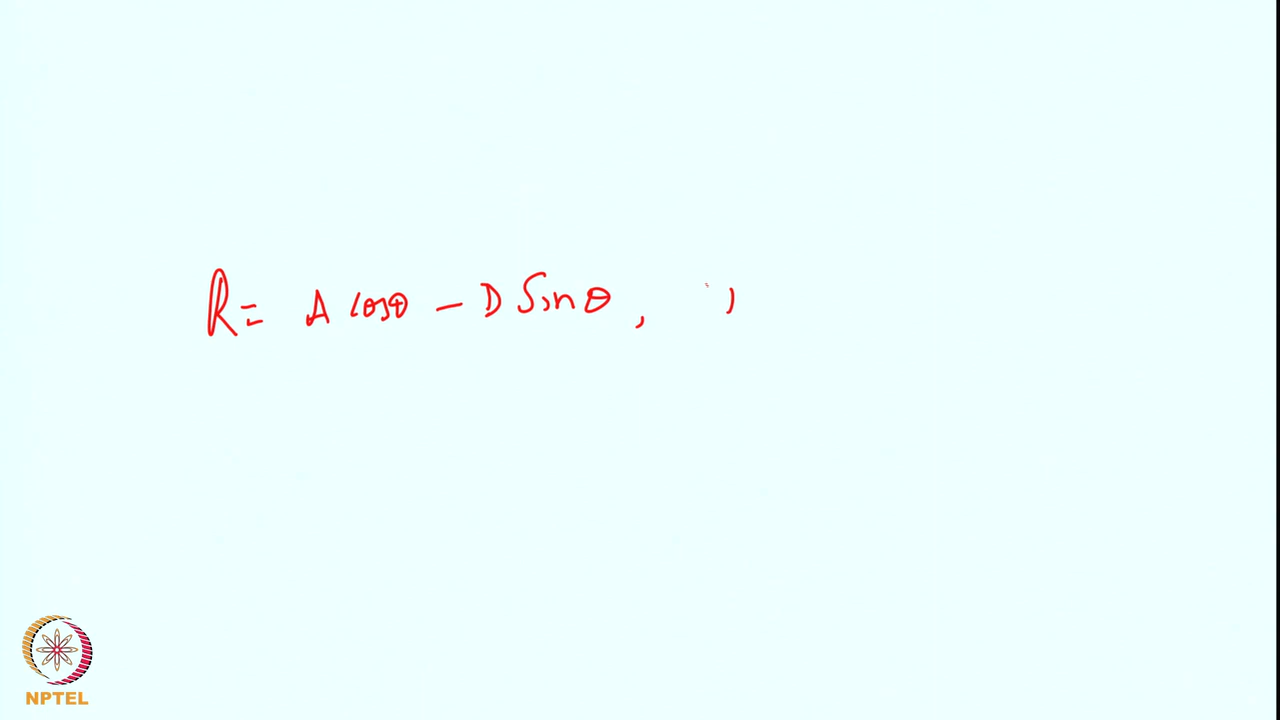 R = A cosθ – D Sinθ , ,
NPTEL